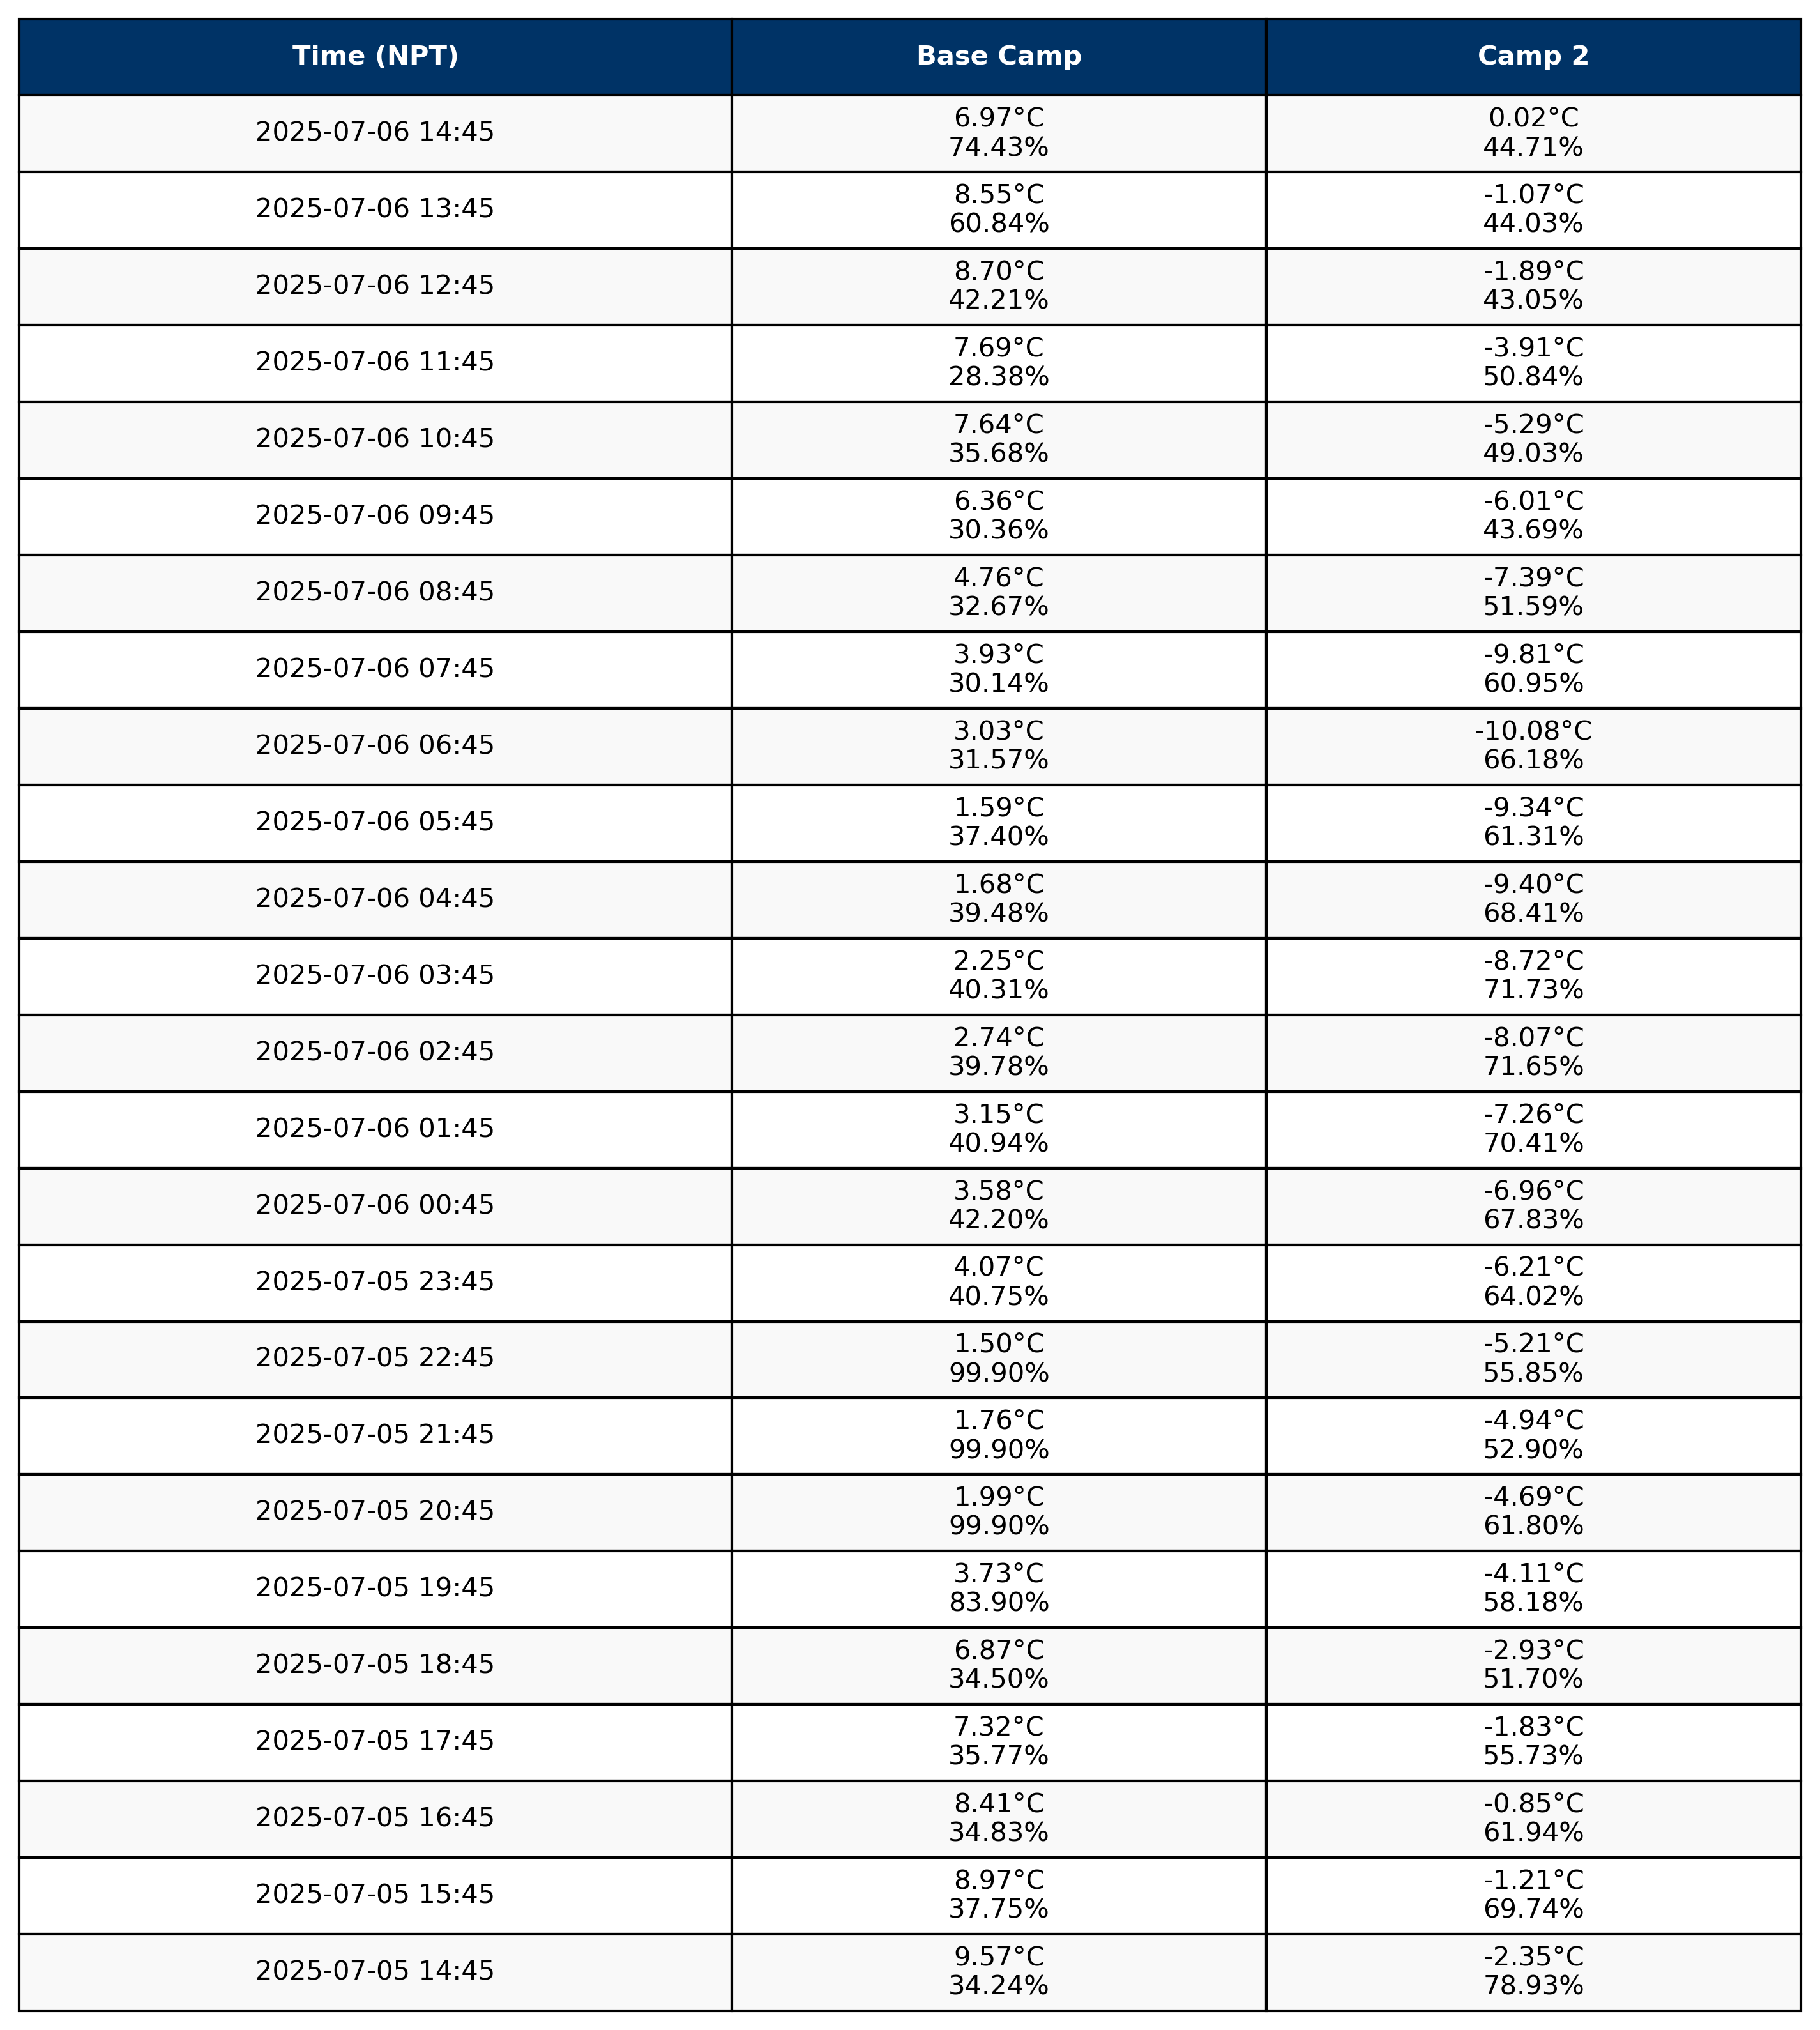 Time (NPT) Base Camp Camp 2
2025-07-06 14:45
6.97°C 0.02°C
74.43% 44.71%
2025-07-06 13:45
8.55°C -1.07°C
60.84% 44.03%
2025-07-06 12:45
8.70°C -1.89°C
42.21% 43.05%
2025-07-06 11:45
7.69°C -3.91°C
28.38% 50.84%
2025-07-06 10:45
7.64°C -5.29°C
35.68% 49.03%
2025-07-06 09:45
6.36°C -6.01°C
30.36% 43.69%
2025-07-06 08:45
4.76°C -7.39°C
32.67% 51.59%
2025-07-06 07:45
3.93°C -9.81°C
30.14% 60.95%
2025-07-06 06:45
3.03°C -10.08°C
31.57% 66.18%
2025-07-06 05:45
1.59°C -9.34°C
37.40% 61.31%
2025-07-06 04:45
1.68°C -9.40°C
39.48% 68.41%
2025-07-06 03:45
2.25°C -8.72°C
40.31% 71.73%
2025-07-06 02:45
2.74°C -8.07°C
39.78% 71.65%
2025-07-06 01:45
3.15°C -7.26°C
40.94% 70.41%
2025-07-06 00:45
3.58°C -6.96°C
42.20% 67.83%
2025-07-05 23:45
4.07°C -6.21°C
40.75% 64.02%
2025-07-05 22:45
1.50°C -5.21°C
99.90% 55.85%
2025-07-05 21:45
1.76°C -4.94°C
99.90% 52.90%
2025-07-05 20:45
1.99°C -4.69°C
99.90% 61.80%
2025-07-05 19:45
3.73°C -4.11°C
83.90% 58.18%
2025-07-05 18:45
6.87°C -2.93°C
34.50% 51.70%
2025-07-05 17:45
7.32°C -1.83°C
35.77% 55.73%
2025-07-05 16:45
8.41°C -0.85°C
34.83% 61.94%
2025-07-05 15:45
8.97°C -1.21°C
37.75% 69.74%
2025-07-05 14:45
9.57°C -2.35°C
34.24% 78.93%